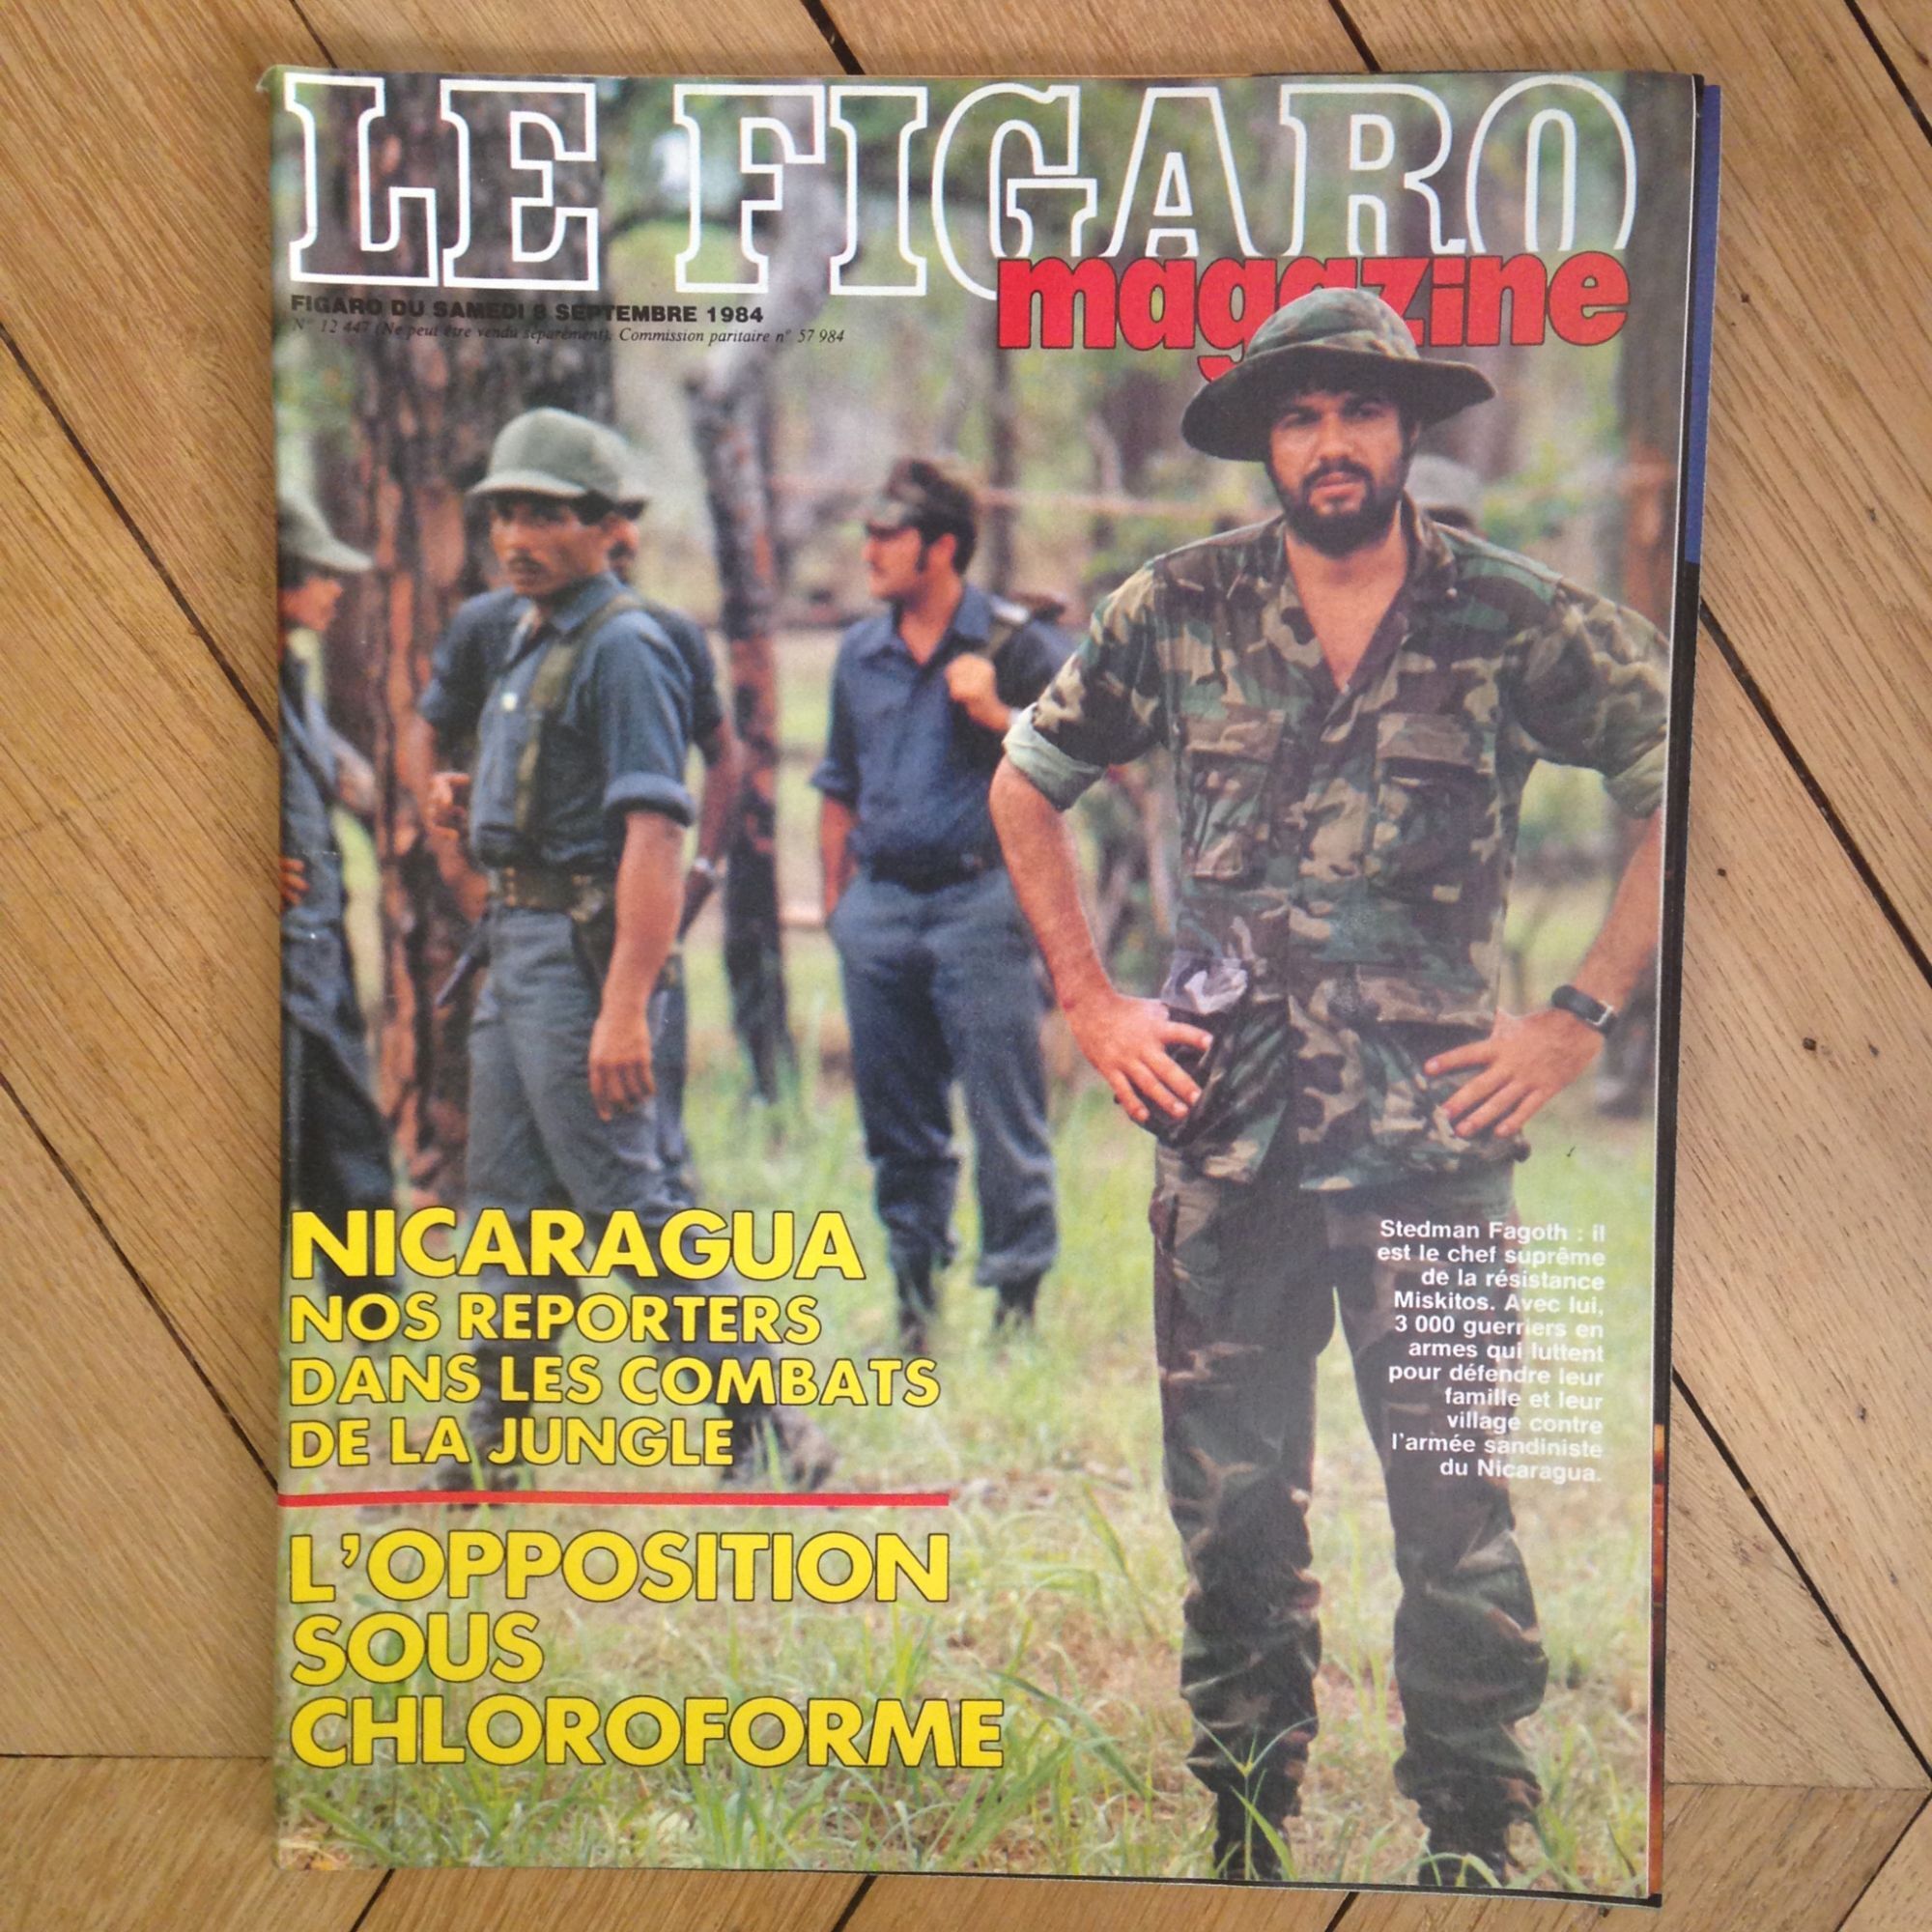 LE FIGARO
magazine
FIGARO DU SAMEDI 8 SEPTEMBRE 1984
N° 12 447 (Ne peut être vendu séparément). Commission paritaire n° 57 984
NICARAGUA
NOS REPORTERS
DANS LES COMBATS
DE LA JUNGLE
L'OPPOSITION
SOUS
CHLOROFORME
Stedman Fagoth : il
est le chef suprême
de la résistance
Miskitos. Avec lui,
3 000 guerriers en
armes qui luttent
pour défendre leur
famille et leur
village contre
l'armée sandiniste
du Nicaragua.